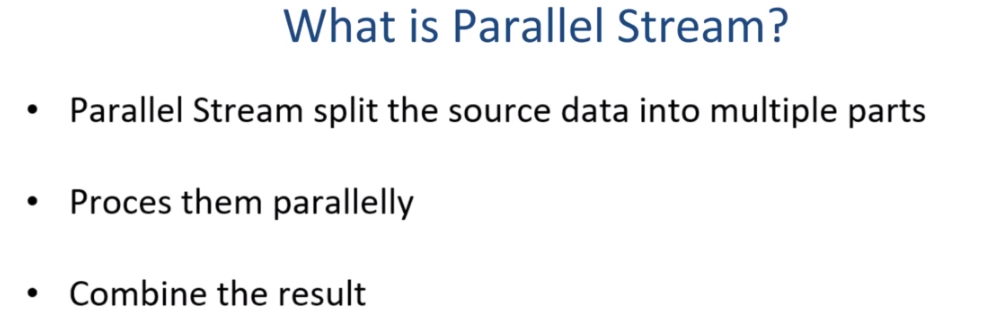 What is Parallel Stream?
• Parallel Stream split the source data into multiple parts
• Proces them parallelly
• Combine the result